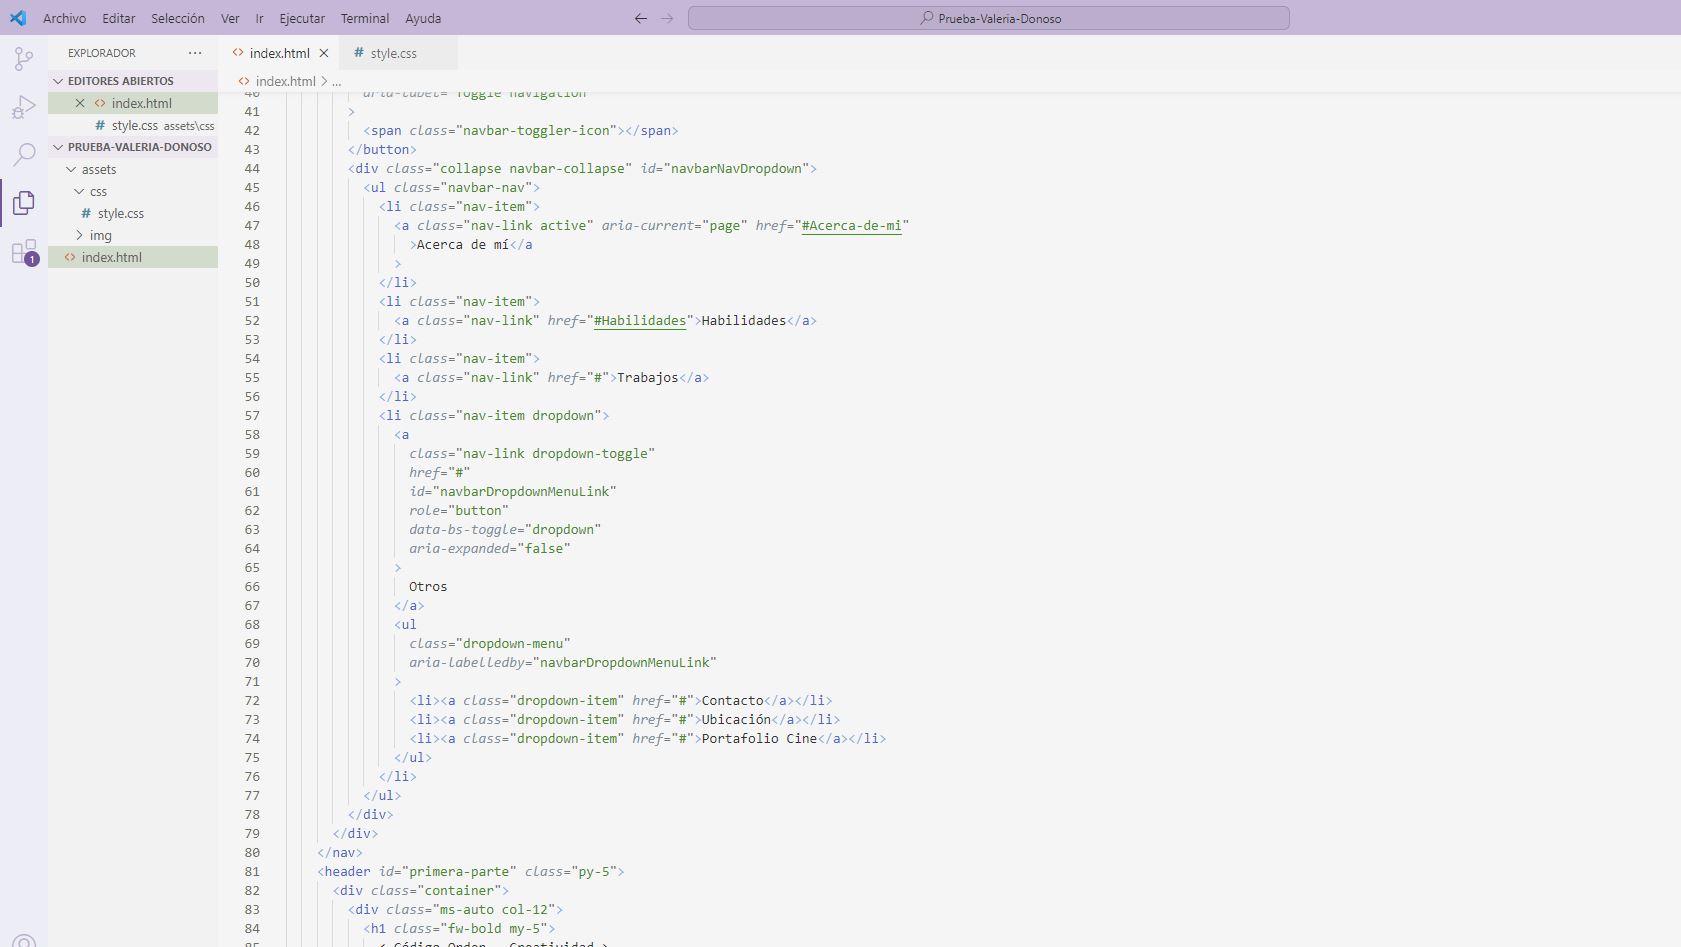 Archivo Editar Selección Ver Ir Ejecutar Terminal Ayuda
Prueba-Valeria-Donoso
EXPLORADOR
index.html
# style.css
EDITORES ABIERTOS
<> index.html
# style.css assets\css
PRUEBA-VALERIA-DONOSO
assets
css
# style.css
img
<> index.html
1
<> index.html > ...
40 aria-label="Toggle navigation"
41 >
42 <span class="navbar-toggler-icon"></span>
43 </button>
44 <div class="collapse navbar-collapse" id="navbarNavDropdown">
45 <ul class="navbar-nav">
46 <li class="nav-item">
47 <a class="nav-link active" aria-current="page" href="#Acerca-de-mi"
48 >Acerca de mí</a
49 >
50 </li>
51 <li class="nav-item">
52 <a class="nav-link" href="#Habilidades">Habilidades</a>
53 </li>
54 <li class="nav-item">
55 <a class="nav-link" href="#">Trabajos</a>
56 </li>
57 <li class="nav-item dropdown">
58 <a
59 class="nav-link dropdown-toggle"
60 href="#"
61 id="navbarDropdownMenuLink"
62 role="button"
63 data-bs-toggle="dropdown"
64 aria-expanded="false"
65 >
66 Otros
67 </a>
68 <ul
69 class="dropdown-menu"
70 aria-labelledby="navbarDropdownMenuLink"
71 >
72 <li><a class="dropdown-item" href="#">Contacto</a></li>
73 <li><a class="dropdown-item" href="#">Ubicación</a></li>
74 <li><a class="dropdown-item" href="#">Portafolio Cine</a></li>
75 </ul>
76 </li>
77 </ul>
78 </div>
79 </div>
80 </nav>
81 <header id="primera-parte" class="py-5">
82 <div class="container">
83 <div class="ms-auto col-12">
84 <h1 class="fw-bold my-5">
85 < Código Orden